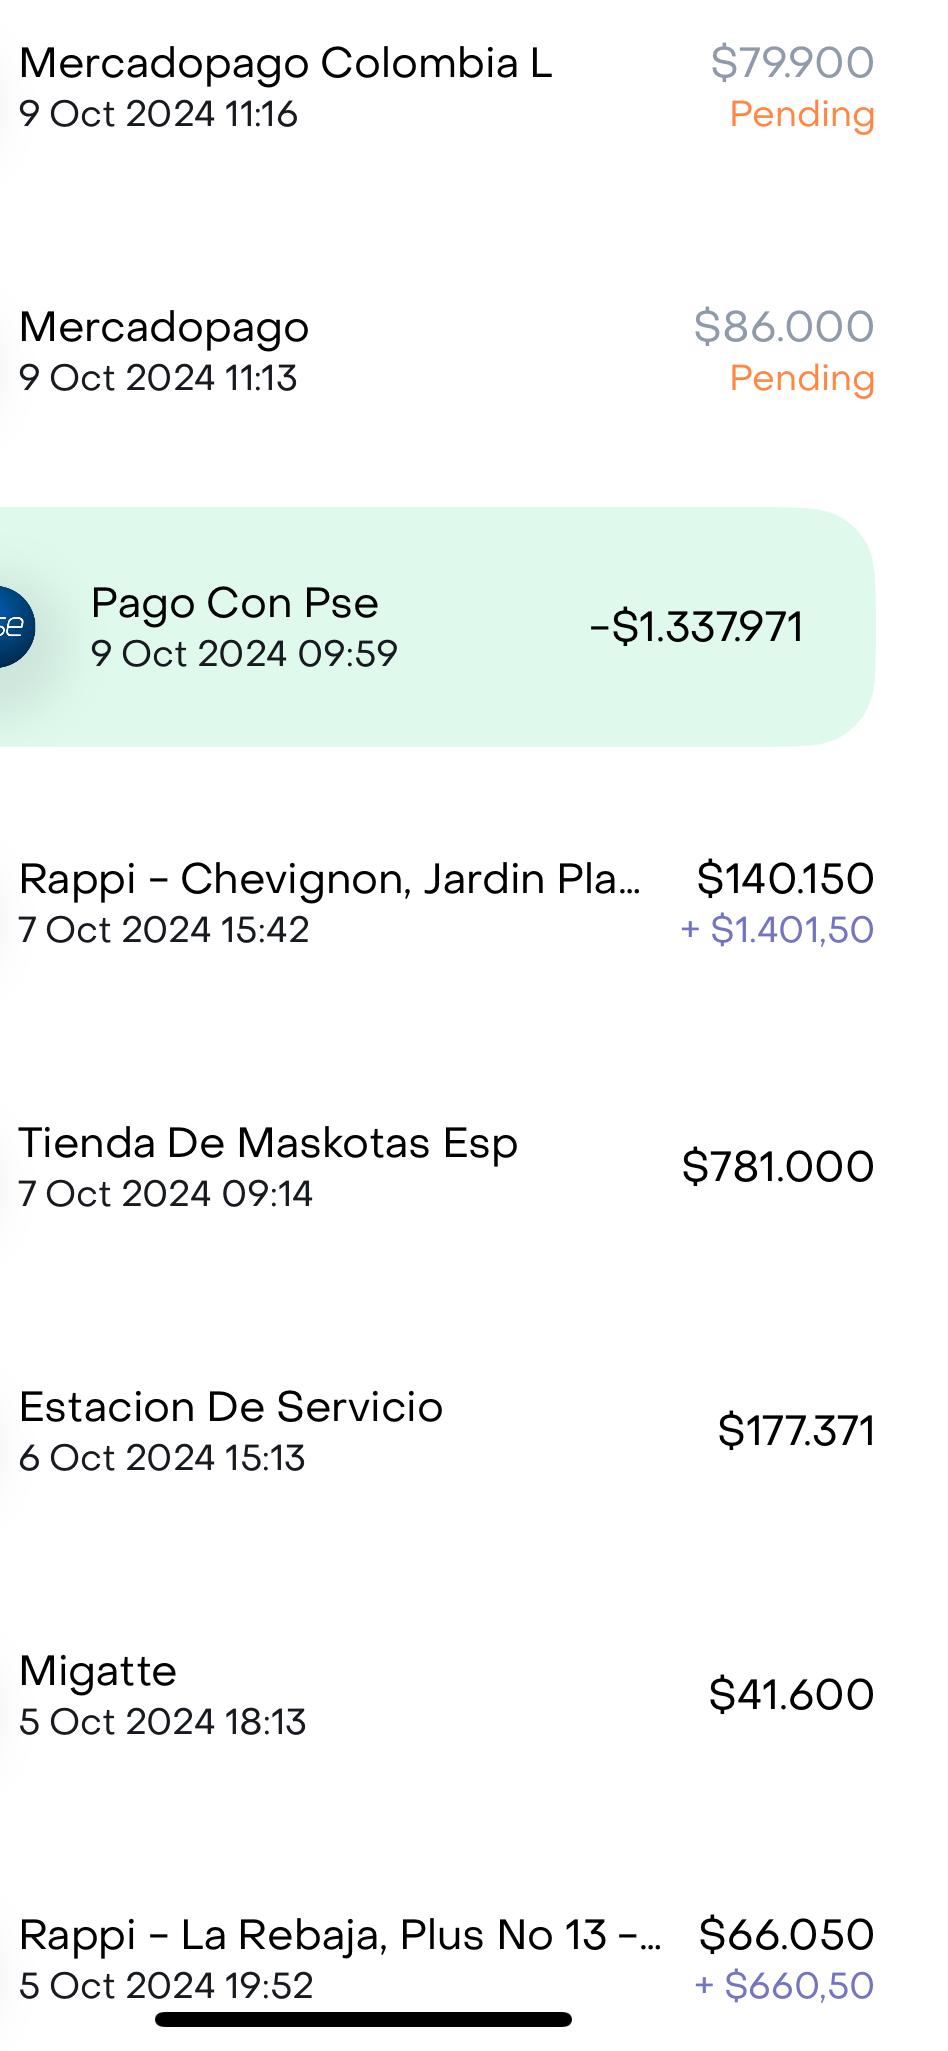 Mercadopago Colombia L $79.900
9 Oct 2024 11:16 Pending
Mercadopago $86.000
9 Oct 2024 11:13 Pending
Pago Con Pse -$1.337.971
9 Oct 2024 09:59
Rappi - Chevignon, Jardin Pla... $140.150
7 Oct 2024 15:42 + $1.401,50
Tienda De Maskotas Esp $781.000
7 Oct 2024 09:14
Estacion De Servicio $177.371
6 Oct 2024 15:13
Migatte $41.600
5 Oct 2024 18:13
Rappi - La Rebaja, Plus No 13 -... $66.050
5 Oct 2024 19:52 + $660,50